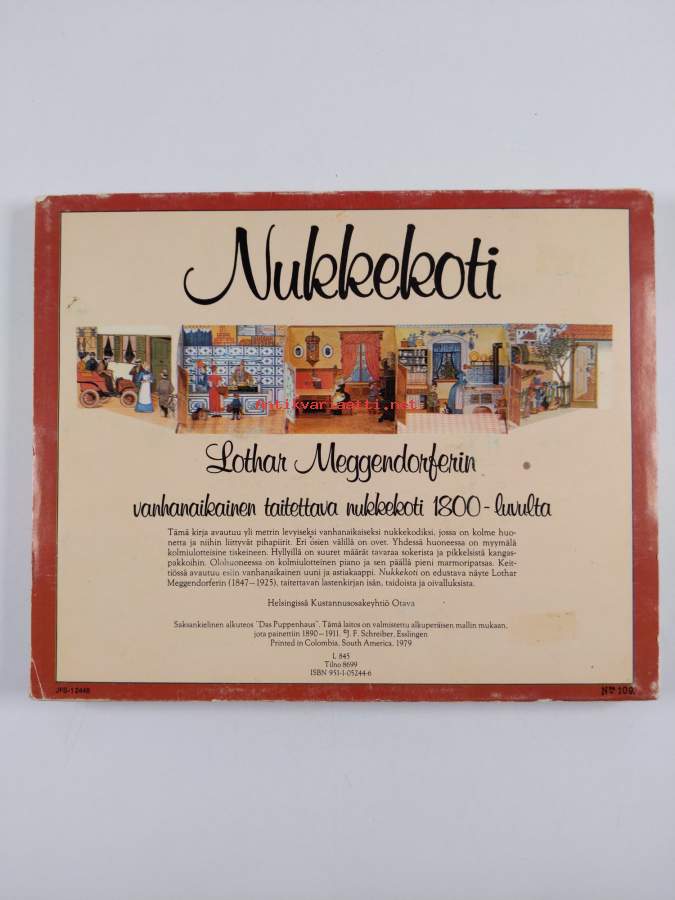 Nukkekoti
Antikvariaatti.net
Lothar Meggendorferin
vanhanaikainen taitettava nukkekoti 1800-luvulta
Tämä kirja avautuu yli metrin levyiseksi vanhanaikaiseksi nukkekodiksi, jossa on kolme huo-
netta ja niihin liittyvät pihapiirit. Eri osien välillä on ovet. Yhdessä huoneessa on myymälä
kolmiulotteisine tiskeineen. Hyllyillä on suuret määrät tavaraa sokerista ja pikkelsistä kangas-
pakkoihin. Olohuoneessa on kolmiulotteinen piano ja sen päällä pieni marmoripatsas. Keit-
tiössä avautuu esiin vanhanaikainen uuni ja astiakaappi. Nukkekoti on edustava näyte Lothar
Meggendorferin (1847–1925), taitettavan lastenkirjan isän, taidoista ja oivalluksista.
Helsingissä Kustannusosakeyhtiö Otava
Saksankielinen alkuteos "Das Puppenhaus". Tämä laitos on valmistettu alkuperäisen mallin mukaan,
jota painettiin 1890–1911. © J. F. Schreiber, Esslingen
Printed in Colombia, South America, 1979
L 845
Tilno 8699
ISBN 951-1-05244-6
JFS-12448 No. 109.